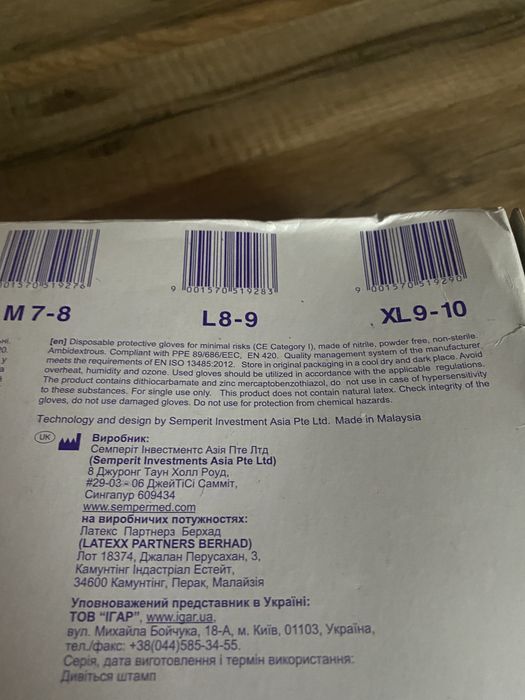 01570 519276
9 001570 519283
9 001570 519290
M 7-8
L 8-9
XL 9-10
[en] Disposable protective gloves for minimal risks (CE Category I), made of nitrile, powder free, non-sterile.
Ambidextrous. Compliant with PPE 89/686/EEC, EN 420. Quality management system of the manufacturer
meets the requirements of EN ISO 13485:2012. Store in original packaging in a cool dry and dark place. Avoid
overheat, humidity and ozone. Used gloves should be utilized in accordance with the applicable regulations.
The product contains dithiocarbamate and zinc mercaptobenzothiazol, do not use in case of hypersensitivity
to these substances. For single use only. This product does not contain natural latex. Check integrity of the
gloves, do not use damaged gloves. Do not use for protection from chemical hazards.
Technology and design by Semperit Investment Asia Pte Ltd. Made in Malaysia
UK
Виробник:
Семперіт Інвестментс Азія Пте Лтд
(Semperit Investments Asia Pte Ltd)
8 Джуронг Таун Холл Роуд,
#29-03 - 06 ДжейТіСі Самміт,
Сингапур 609434
www.sempermed.com
на виробничих потужностях:
Латекс Партнерз Берхад
(LATEXX PARTNERS BERHAD)
Лот 18374, Джалан Перусахан, 3,
Камунтінг Індастріал Естейт,
34600 Камунтінг, Перак, Малайзія
Уповноважений представник в Україні:
ТОВ "ІГАР", www.igar.ua,
вул. Михайла Бойчука, 18-А, м. Київ, 01103, Україна,
тел./факс: +38(044)585-34-55.
Серія, дата виготовлення і термін використання:
Дивіться штамп